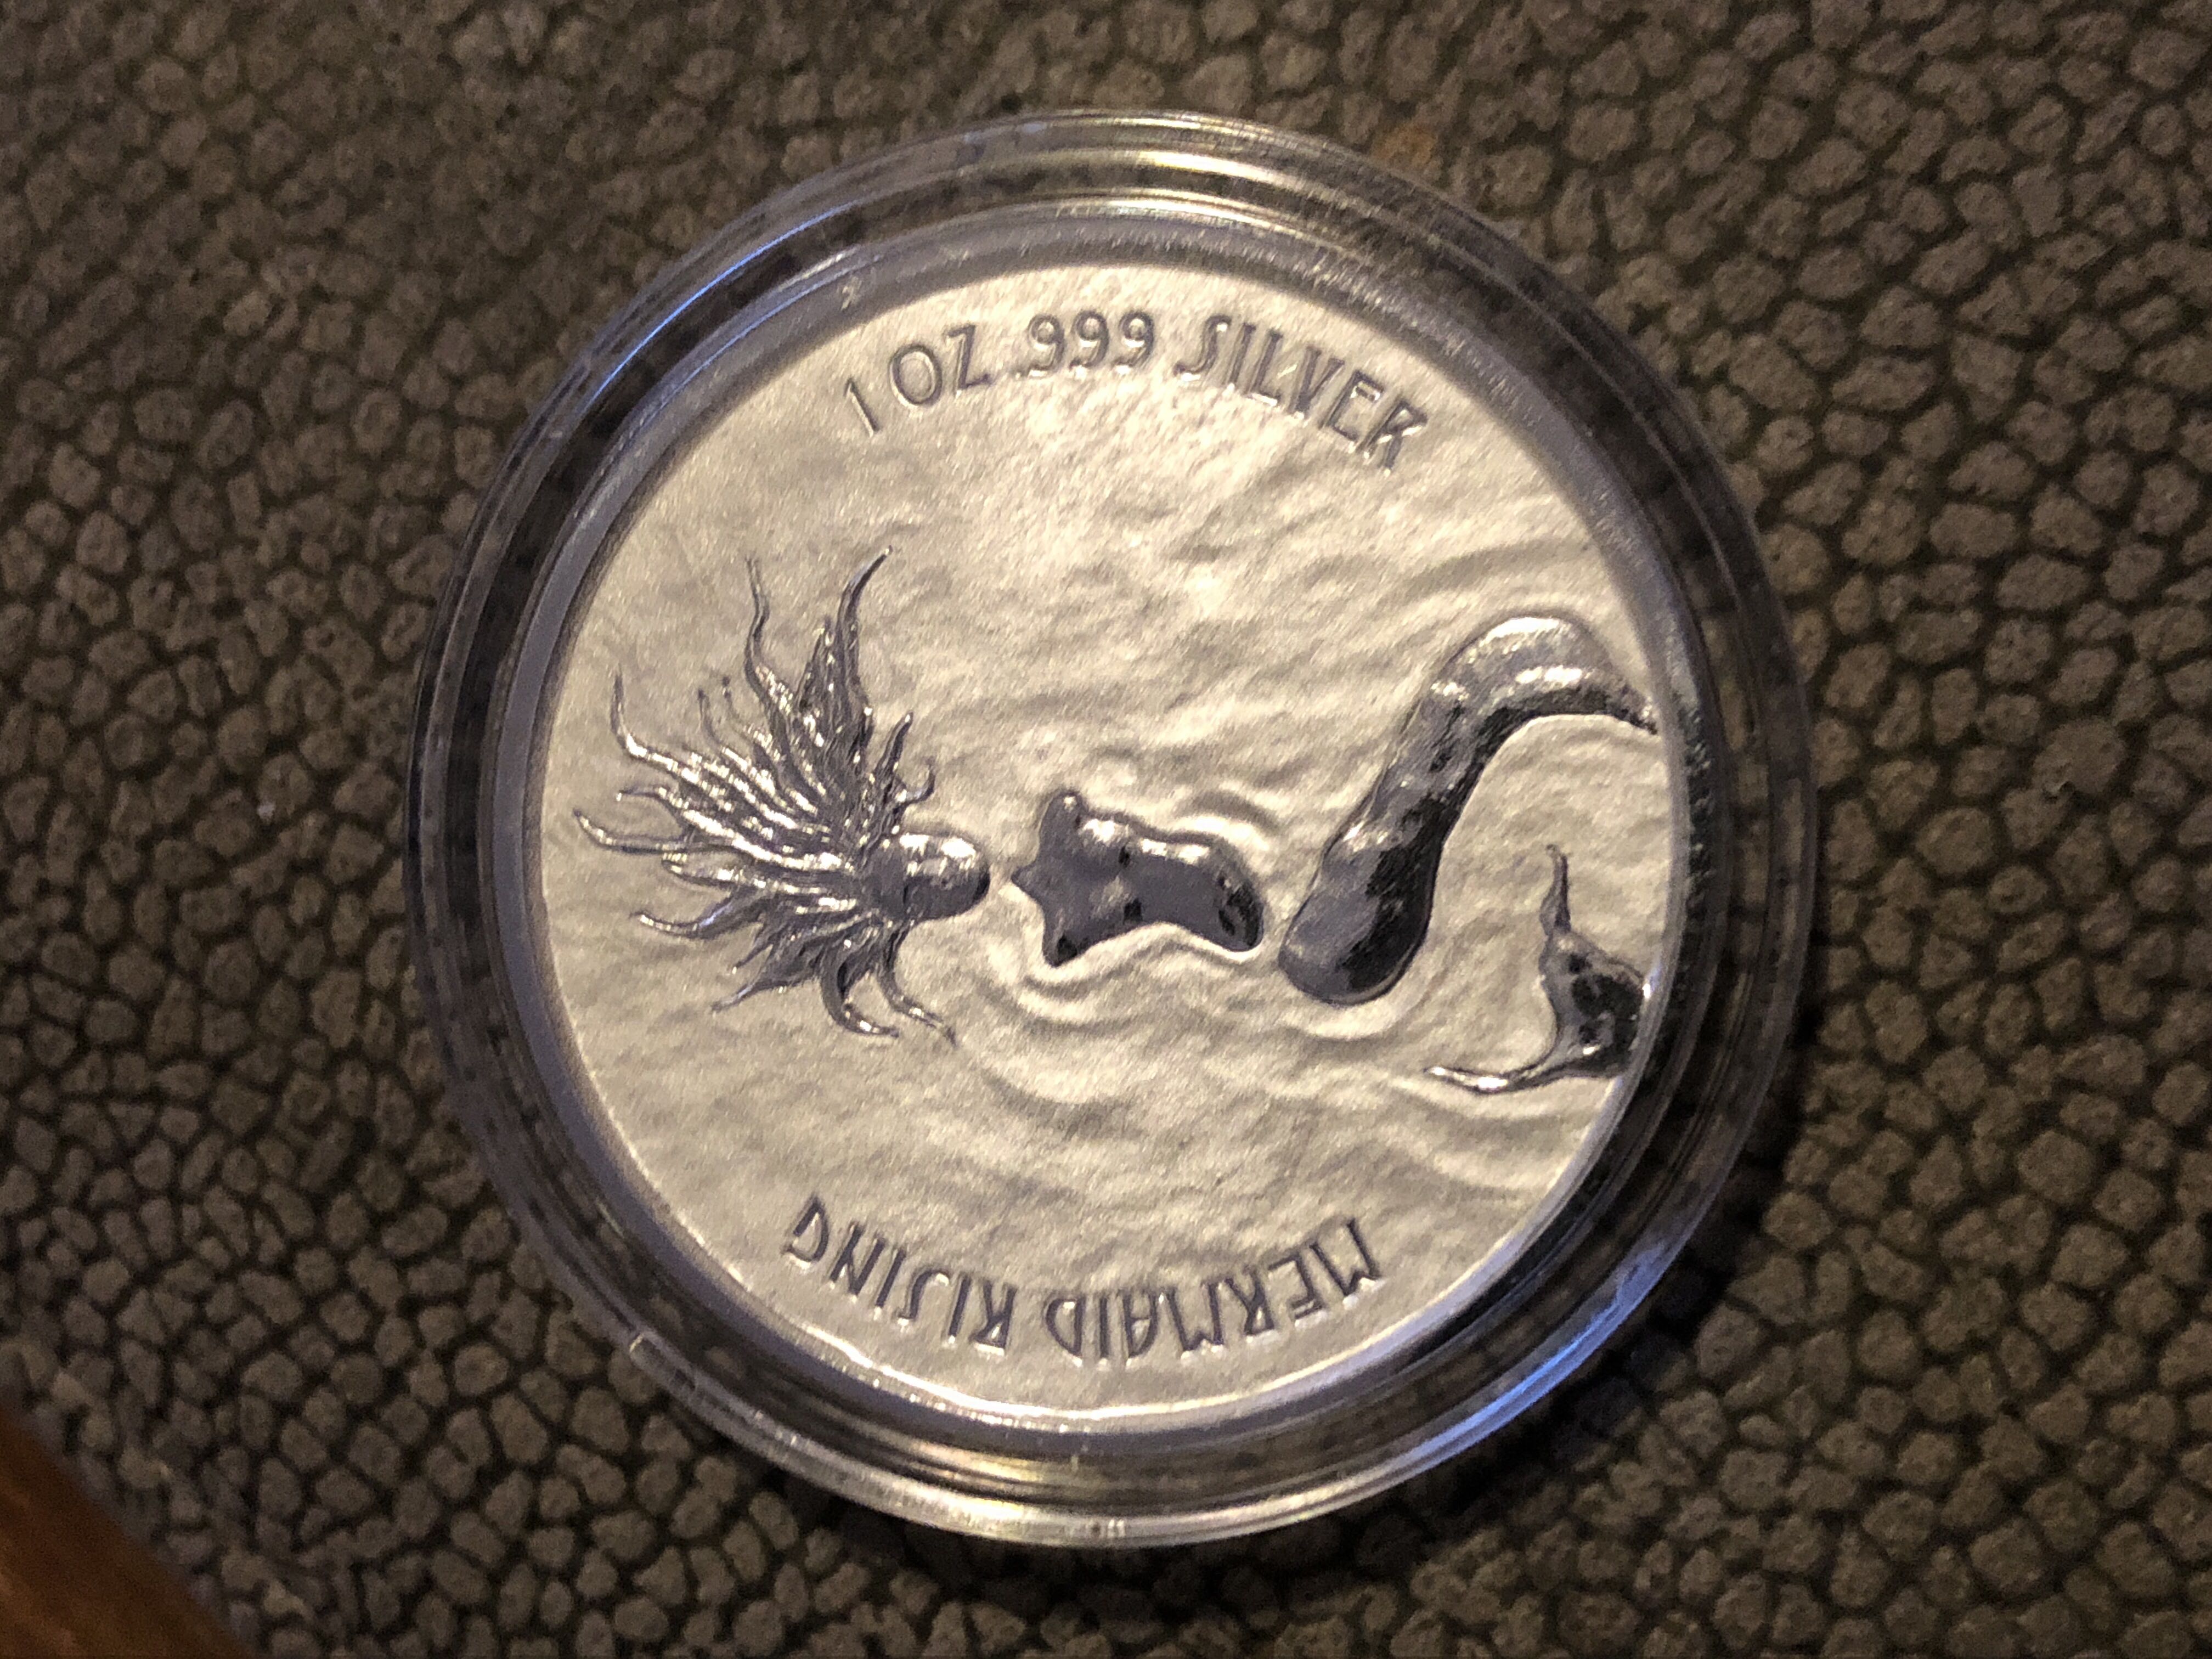 1 OZ .999 SILVER
MERMAID RISING